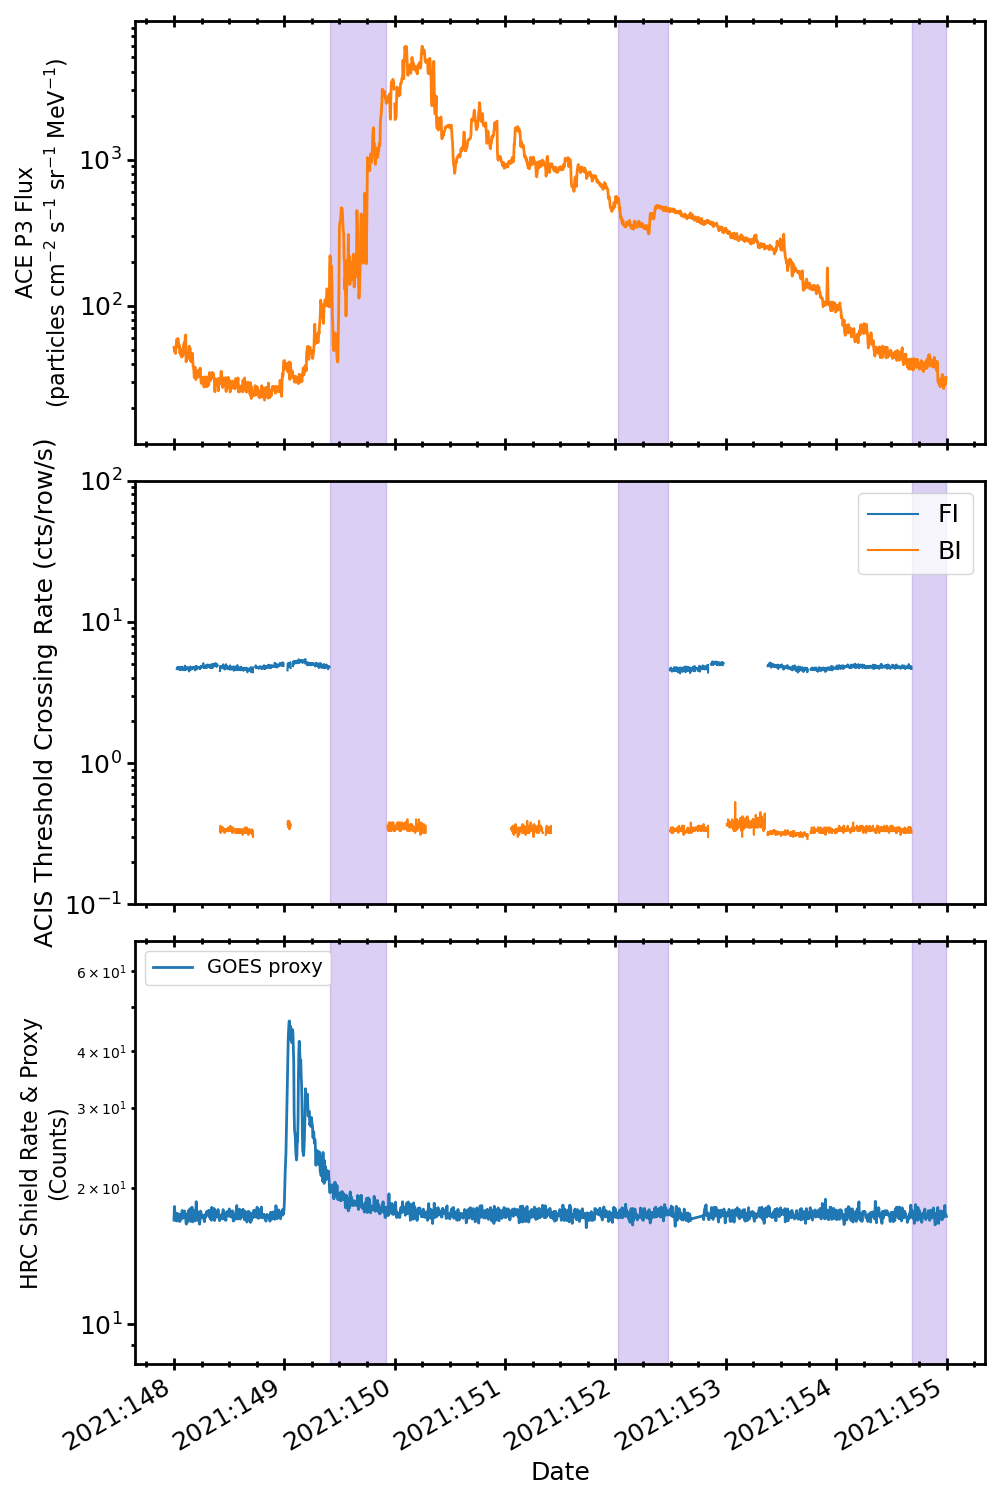 ACE P3 Flux
(particles cm⁻² s⁻¹ sr⁻¹ MeV⁻¹)
10³
10²
ACIS Threshold Crossing Rate (cts/row/s)
10²
10¹
10⁰
10⁻¹
FI
BI
HRC Shield Rate & Proxy
(Counts)
6 × 10¹
4 × 10¹
3 × 10¹
2 × 10¹
10¹
GOES proxy
2021:148
2021:149
2021:150
2021:151
2021:152
2021:153
2021:154
2021:155
Date